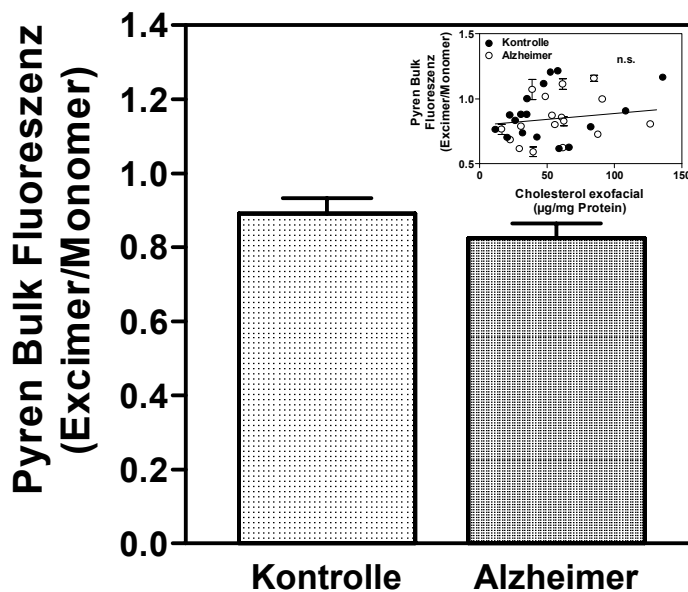 Pyren Bulk Fluoreszenz
(Excimer/Monomer)
1.4
1.2
1.0
0.8
0.6
0.4
0.2
0.0
Kontrolle
Alzheimer
Pyren Bulk
Fluoreszenz
(Excimer/Monomer)
1.5
1.0
0.5
Kontrolle
Alzheimer
n.s.
0
50
100
150
Cholesterol exofacial
(µg/mg Protein)